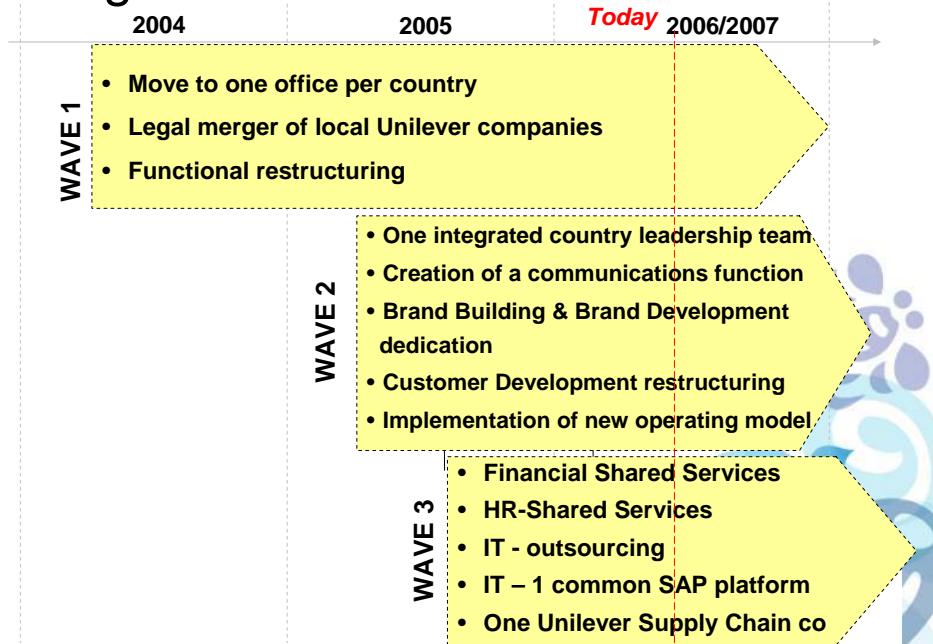 2004
2005
Today
2006/2007
WAVE 1
• Move to one office per country
• Legal merger of local Unilever companies
• Functional restructuring
WAVE 2
• One integrated country leadership team
• Creation of a communications function
• Brand Building & Brand Development
dedication
• Customer Development restructuring
• Implementation of new operating model
WAVE 3
• Financial Shared Services
• HR-Shared Services
• IT - outsourcing
• IT – 1 common SAP platform
• One Unilever Supply Chain co